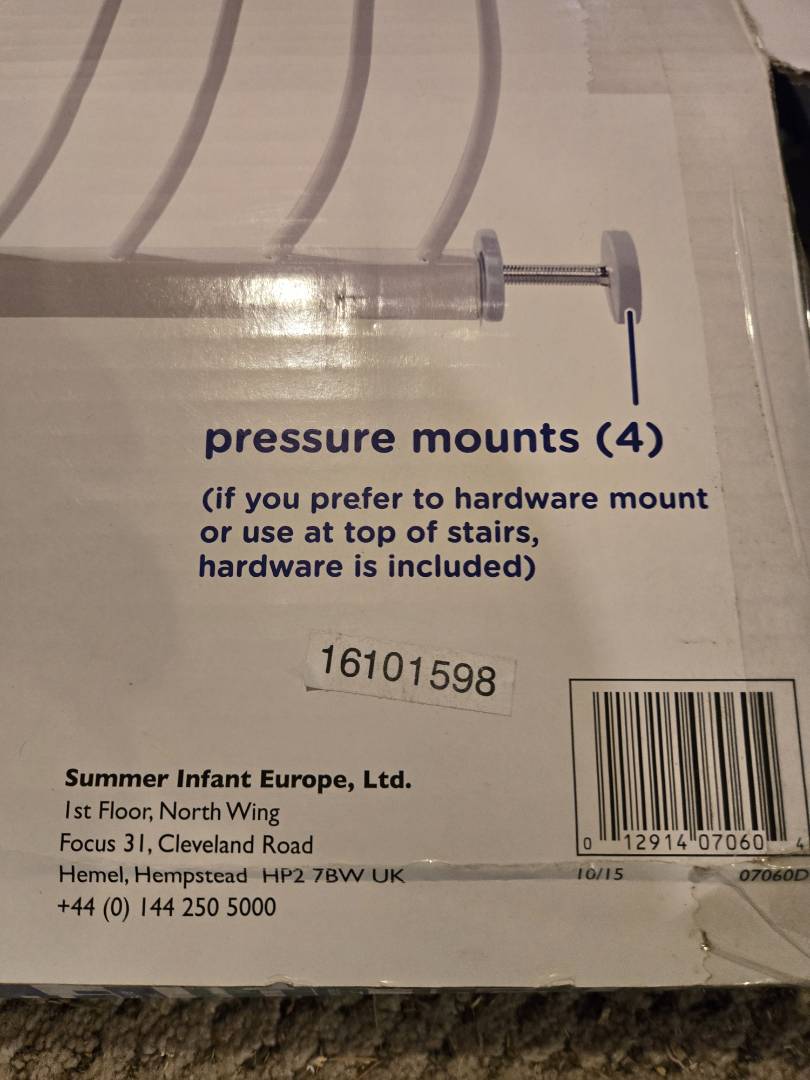 pressure mounts (4)
(if you prefer to hardware mount
or use at top of stairs,
hardware is included)
16101598
Summer Infant Europe, Ltd.
1st Floor, North Wing
Focus 31, Cleveland Road
Hemel, Hempstead HP2 7BW UK
+44 (0) 144 250 5000
0 12914 07060 4
10/15 07060D